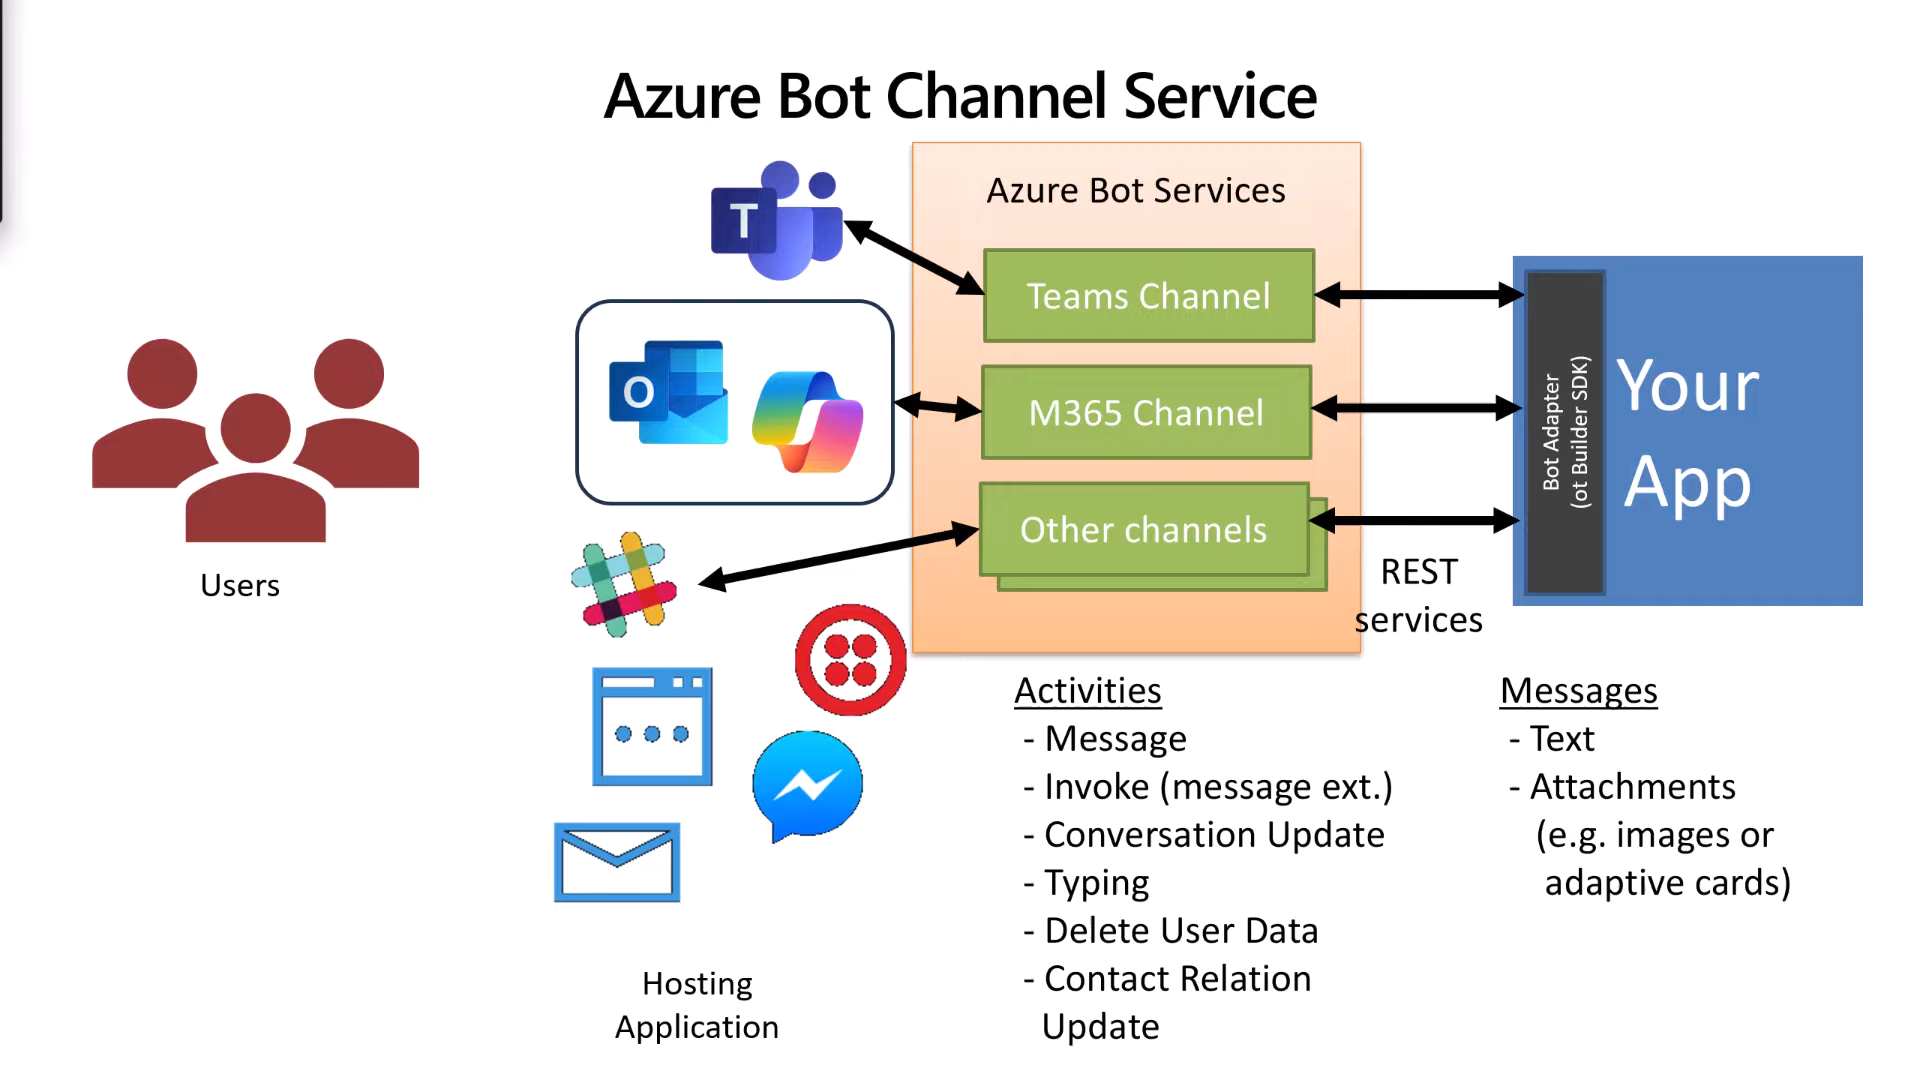 Azure Bot Channel Service
Azure Bot Services
T
Teams Channel
O
M365 Channel
Other channels
Bot Adapter
(ot Builder SDK)
Your
App
REST
services
Users
Hosting
Application
Activities
- Message
- Invoke (message ext.)
- Conversation Update
- Typing
- Delete User Data
- Contact Relation
Update
Messages
- Text
- Attachments
(e.g. images or
adaptive cards)